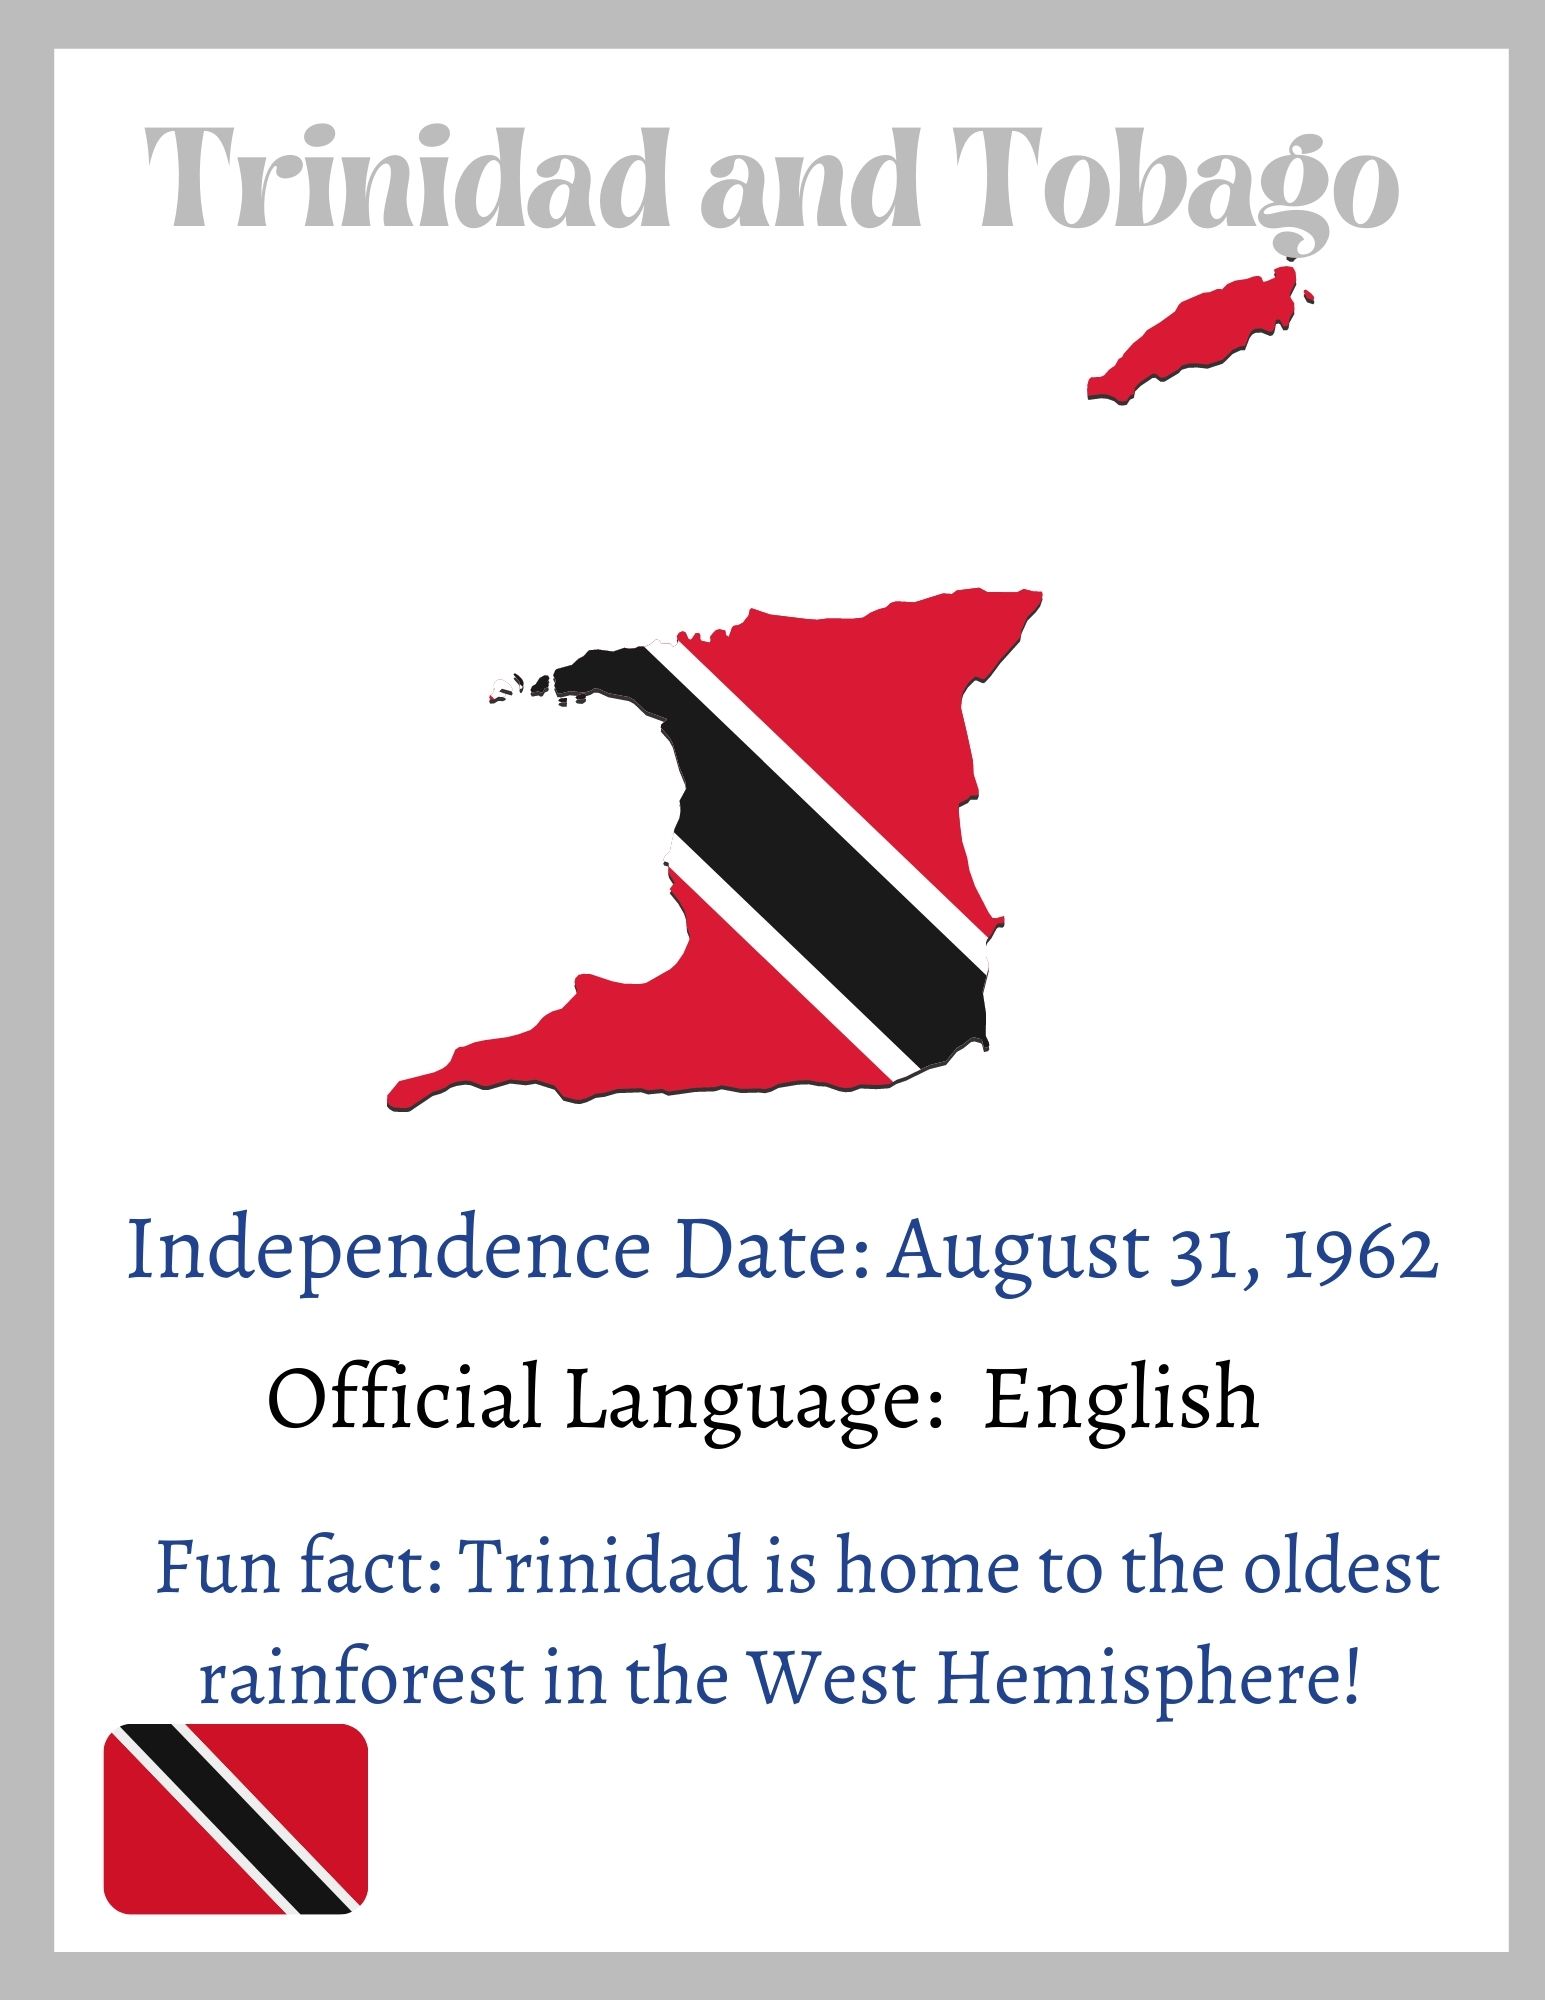 Trinidad and Tobago
Independence Date: August 31, 1962
Official Language: English
Fun fact: Trinidad is home to the oldest
rainforest in the West Hemisphere!